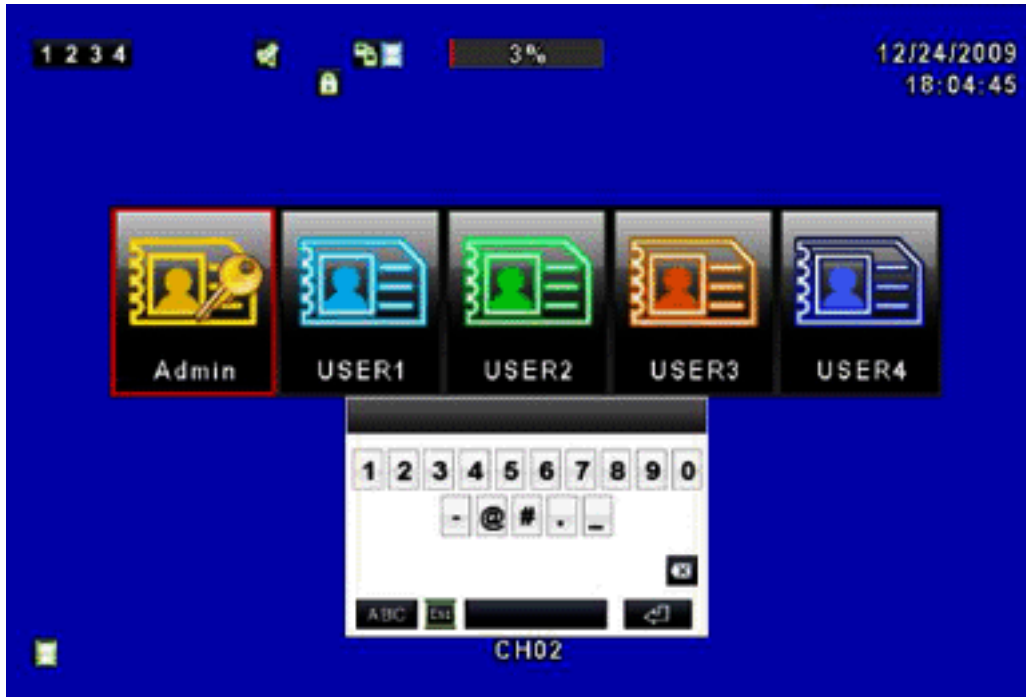 1 2 3 4
3%
12/24/2009
18:04:45
Admin
USER1
USER2
USER3
USER4
1 2 3 4 5 6 7 8 9 0
- @ # . _
ABC
Esc
CH02